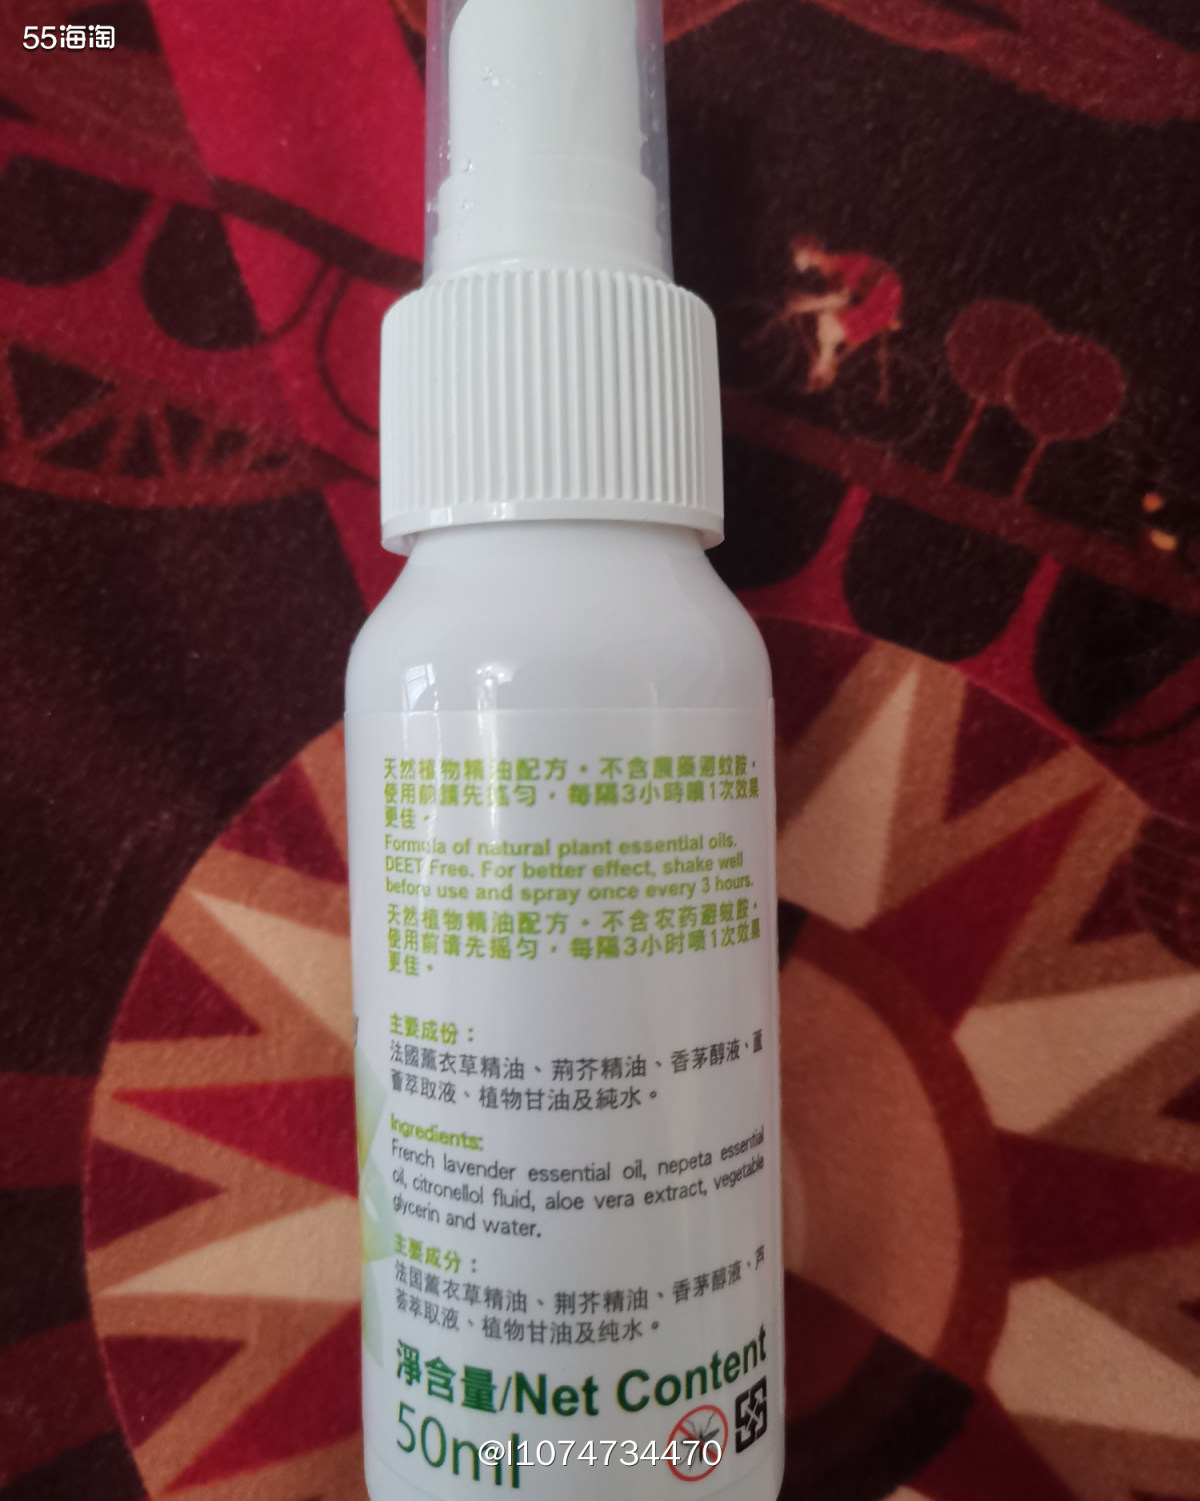 55海淘
天然植物精油配方，不含農藥避蚊胺，
使用前請先搖勻，每隔3小時噴1次效果
更佳。
Formula of natural plant essential oils.
DEET Free. For better effect, shake well
before use and spray once every 3 hours.
天然植物精油配方，不含农药避蚊胺，
使用前请先摇匀，每隔3小时喷1次效果
更佳。
主要成份：
法國薰衣草精油、荊芥精油、香茅醇液、蘆
薈萃取液、植物甘油及純水。
Ingredients:
French lavender essential oil, nepeta essential
oil, citronellol fluid, aloe vera extract, vegetable
glycerin and water.
主要成分：
法国薰衣草精油、荆芥精油、香茅醇液、芦
荟萃取液、植物甘油及纯水。
淨含量/Net Content
50ml
@l1074734470